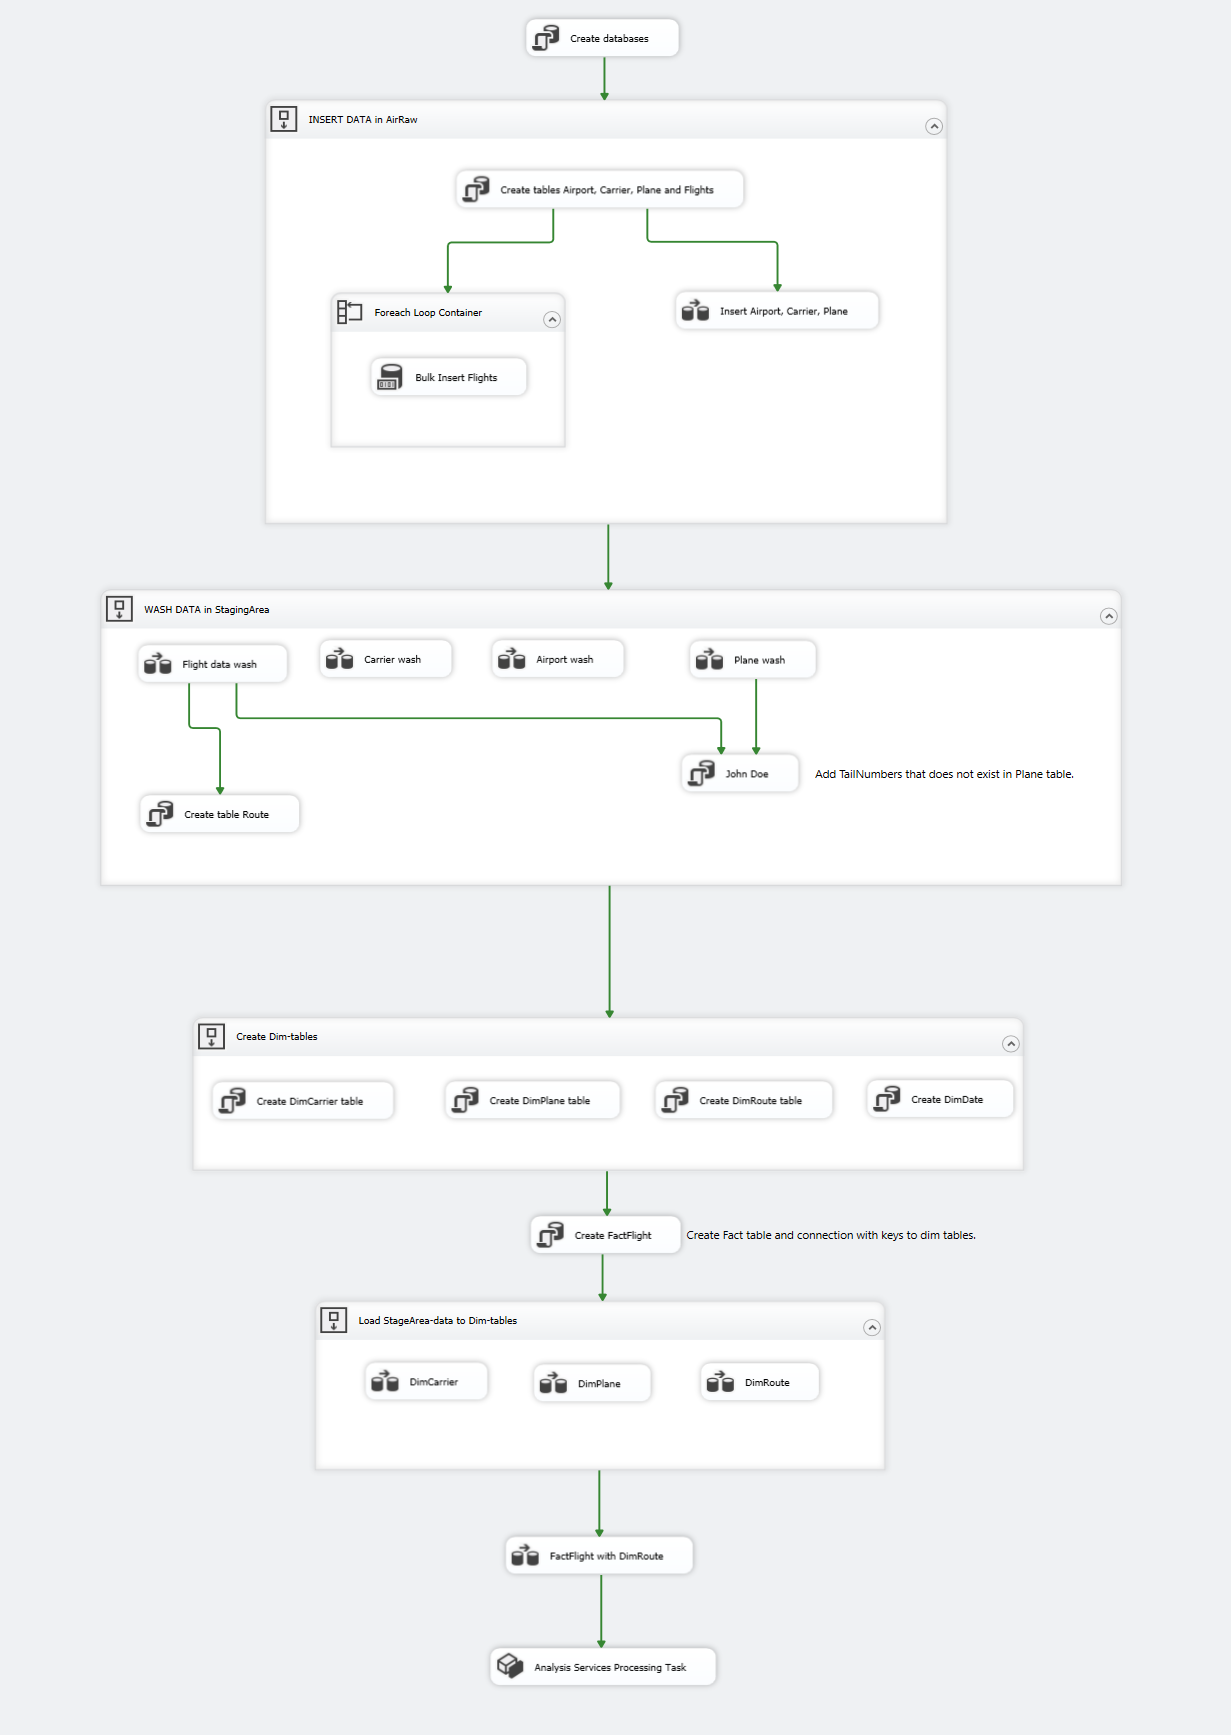 Create databases
INSERT DATA in AirRaw
Create tables Airport, Carrier, Plane and Flights
Foreach Loop Container
Insert Airport, Carrier, Plane
Bulk Insert Flights
WASH DATA in StagingArea
Flight data wash
Carrier wash
Airport wash
Plane wash
John Doe
Add TailNumbers that does not exist in Plane table.
Create table Route
Create Dim-tables
Create DimCarrier table
Create DimPlane table
Create DimRoute table
Create DimDate
Create FactFlight
Create Fact table and connection with keys to dim tables.
Load StageArea-data to Dim-tables
DimCarrier
DimPlane
DimRoute
FactFlight with DimRoute
Analysis Services Processing Task